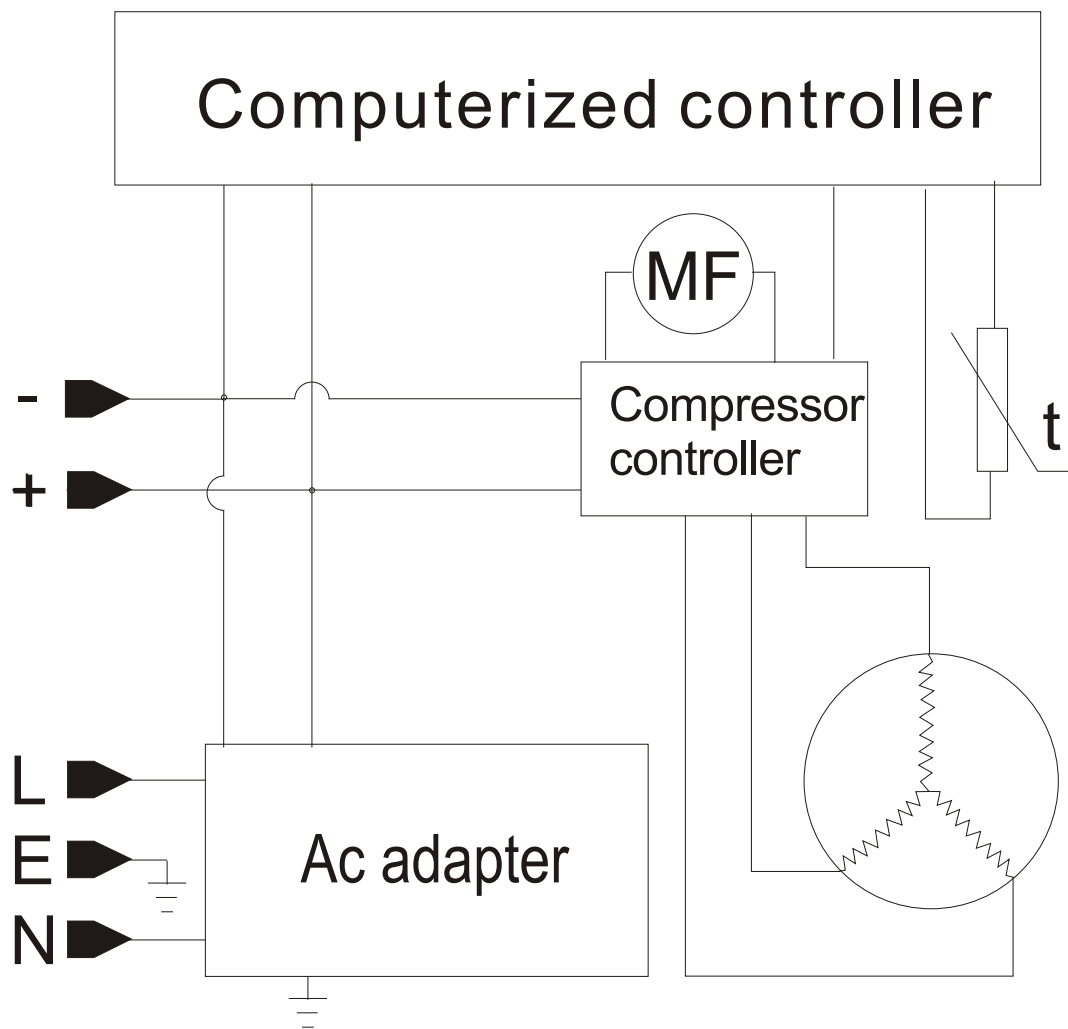 Computerized controller
MF
-
Compressor
controller
t
+
L
Ac adapter
E
N